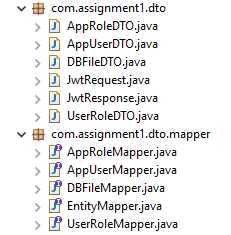 com.assignment1.dto
AppRoleDTO.java
AppUserDTO.java
DBFileDTO.java
JwtRequest.java
JwtResponse.java
UserRoleDTO.java
com.assignment1.dto.mapper
AppRoleMapper.java
AppUserMapper.java
DBFileMapper.java
EntityMapper.java
UserRoleMapper.java